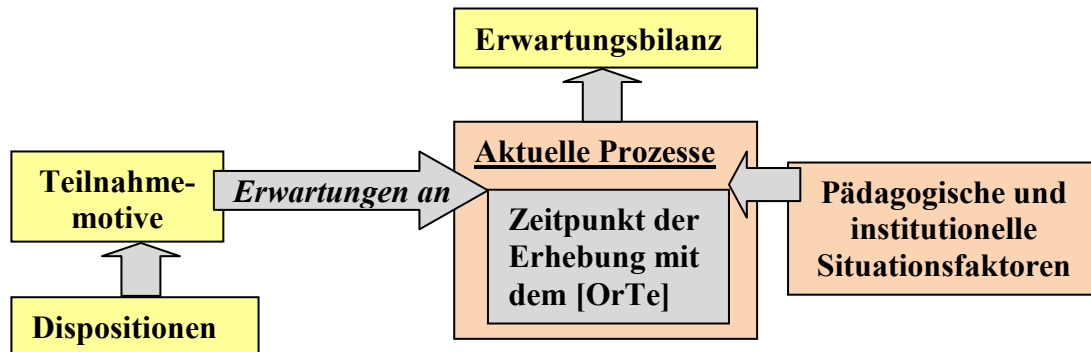 Erwartungsbilanz
Aktuelle Prozesse
Teilnahme-
motive
Erwartungen an
Zeitpunkt der
Erhebung mit
dem [OrTe]
Pädagogische und
institutionelle
Situationsfaktoren
Dispositionen